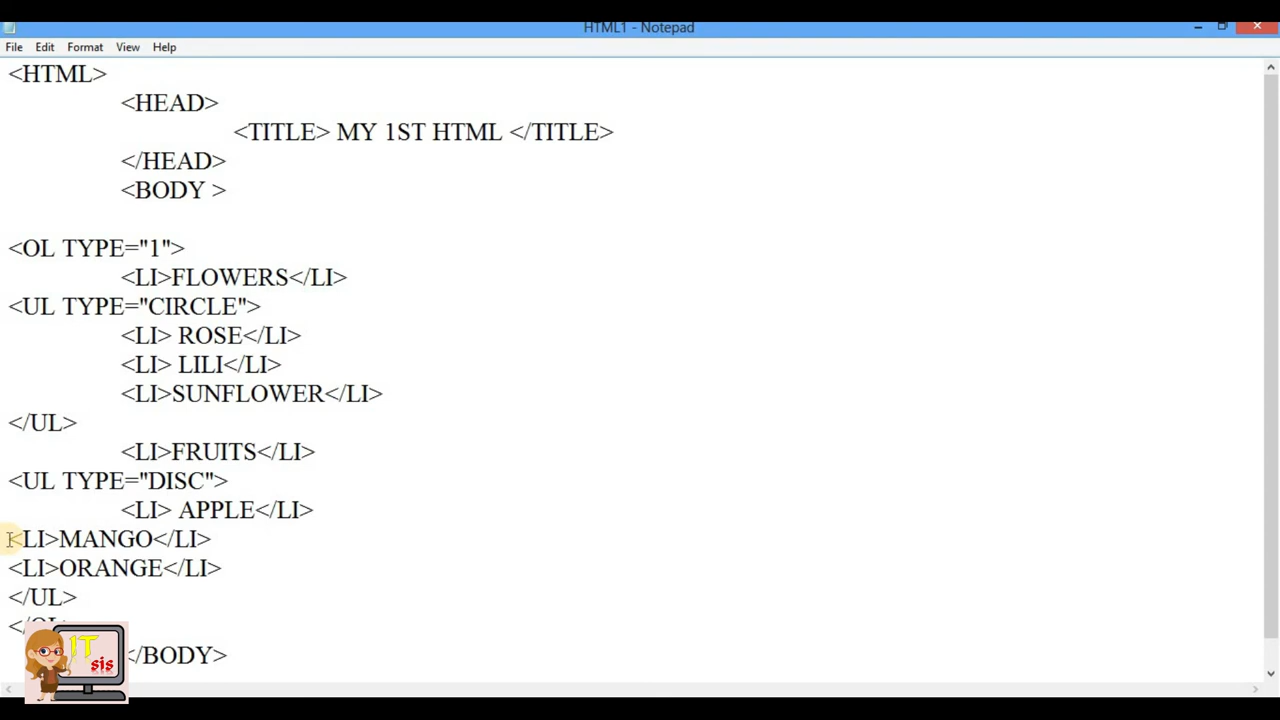 HTML1 - Notepad
File Edit Format View Help
<HTML>
<HEAD>
<TITLE> MY 1ST HTML </TITLE>
</HEAD>
<BODY >
<OL TYPE="1">
<LI>FLOWERS</LI>
<UL TYPE="CIRCLE">
<LI> ROSE</LI>
<LI> LILI</LI>
<LI>SUNFLOWER</LI>
</UL>
<LI>FRUITS</LI>
<UL TYPE="DISC">
<LI> APPLE</LI>
<LI>MANGO</LI>
<LI>ORANGE</LI>
</UL>
</BODY>
IT
sis